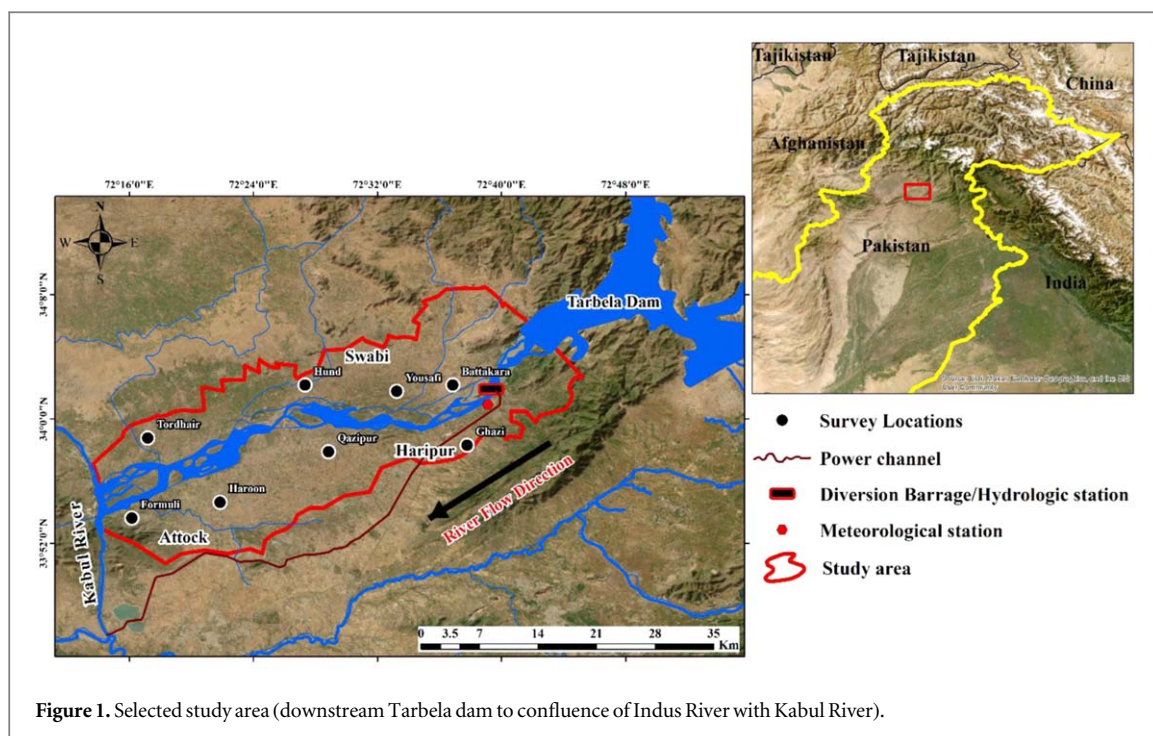 72°16'0"E 72°24'0"E 72°32'0"E 72°40'0"E 72°48'0"E
N
W E
S
34°8'0"N
34°0'0"N
33°52'0"N
Tarbela Dam
Swabi
Hund
Yousafi
Battakara
Tordhair
Qazipur
Haripur
Ghazi
Formuli
Haroon
Attock
Kabul River
River Flow Direction
0 3.5 7 14 21 28 35
Km
Tajikistan
Tajikistan
China
Afghanistan
Pakistan
India
Survey Locations
Power channel
Diversion Barrage/Hydrologic station
Meteorological station
Study area
Figure 1. Selected study area (downstream Tarbela dam to confluence of Indus River with Kabul River).